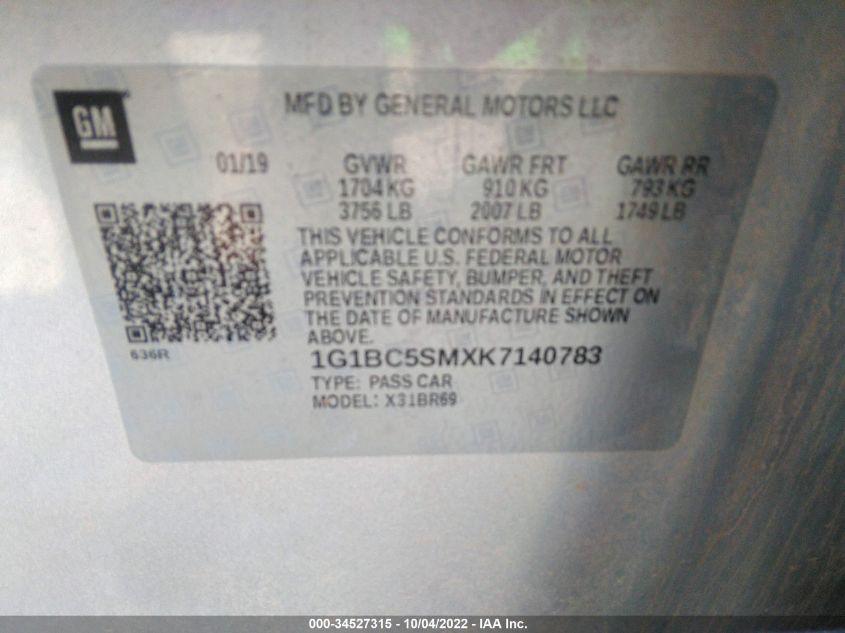 GM
MFD BY GENERAL MOTORS LLC
01/19 GVWR GAWR FRT GAWR RR
1704 KG 910 KG 793 KG
3756 LB 2007 LB 1749 LB
THIS VEHICLE CONFORMS TO ALL
APPLICABLE U.S. FEDERAL MOTOR
VEHICLE SAFETY, BUMPER, AND THEFT
PREVENTION STANDARDS IN EFFECT ON
THE DATE OF MANUFACTURE SHOWN
ABOVE.
636R
1G1BC5SMXK7140783
TYPE: PASS CAR
MODEL: X31BR69
000-34527315 - 10/04/2022 - IAA Inc.